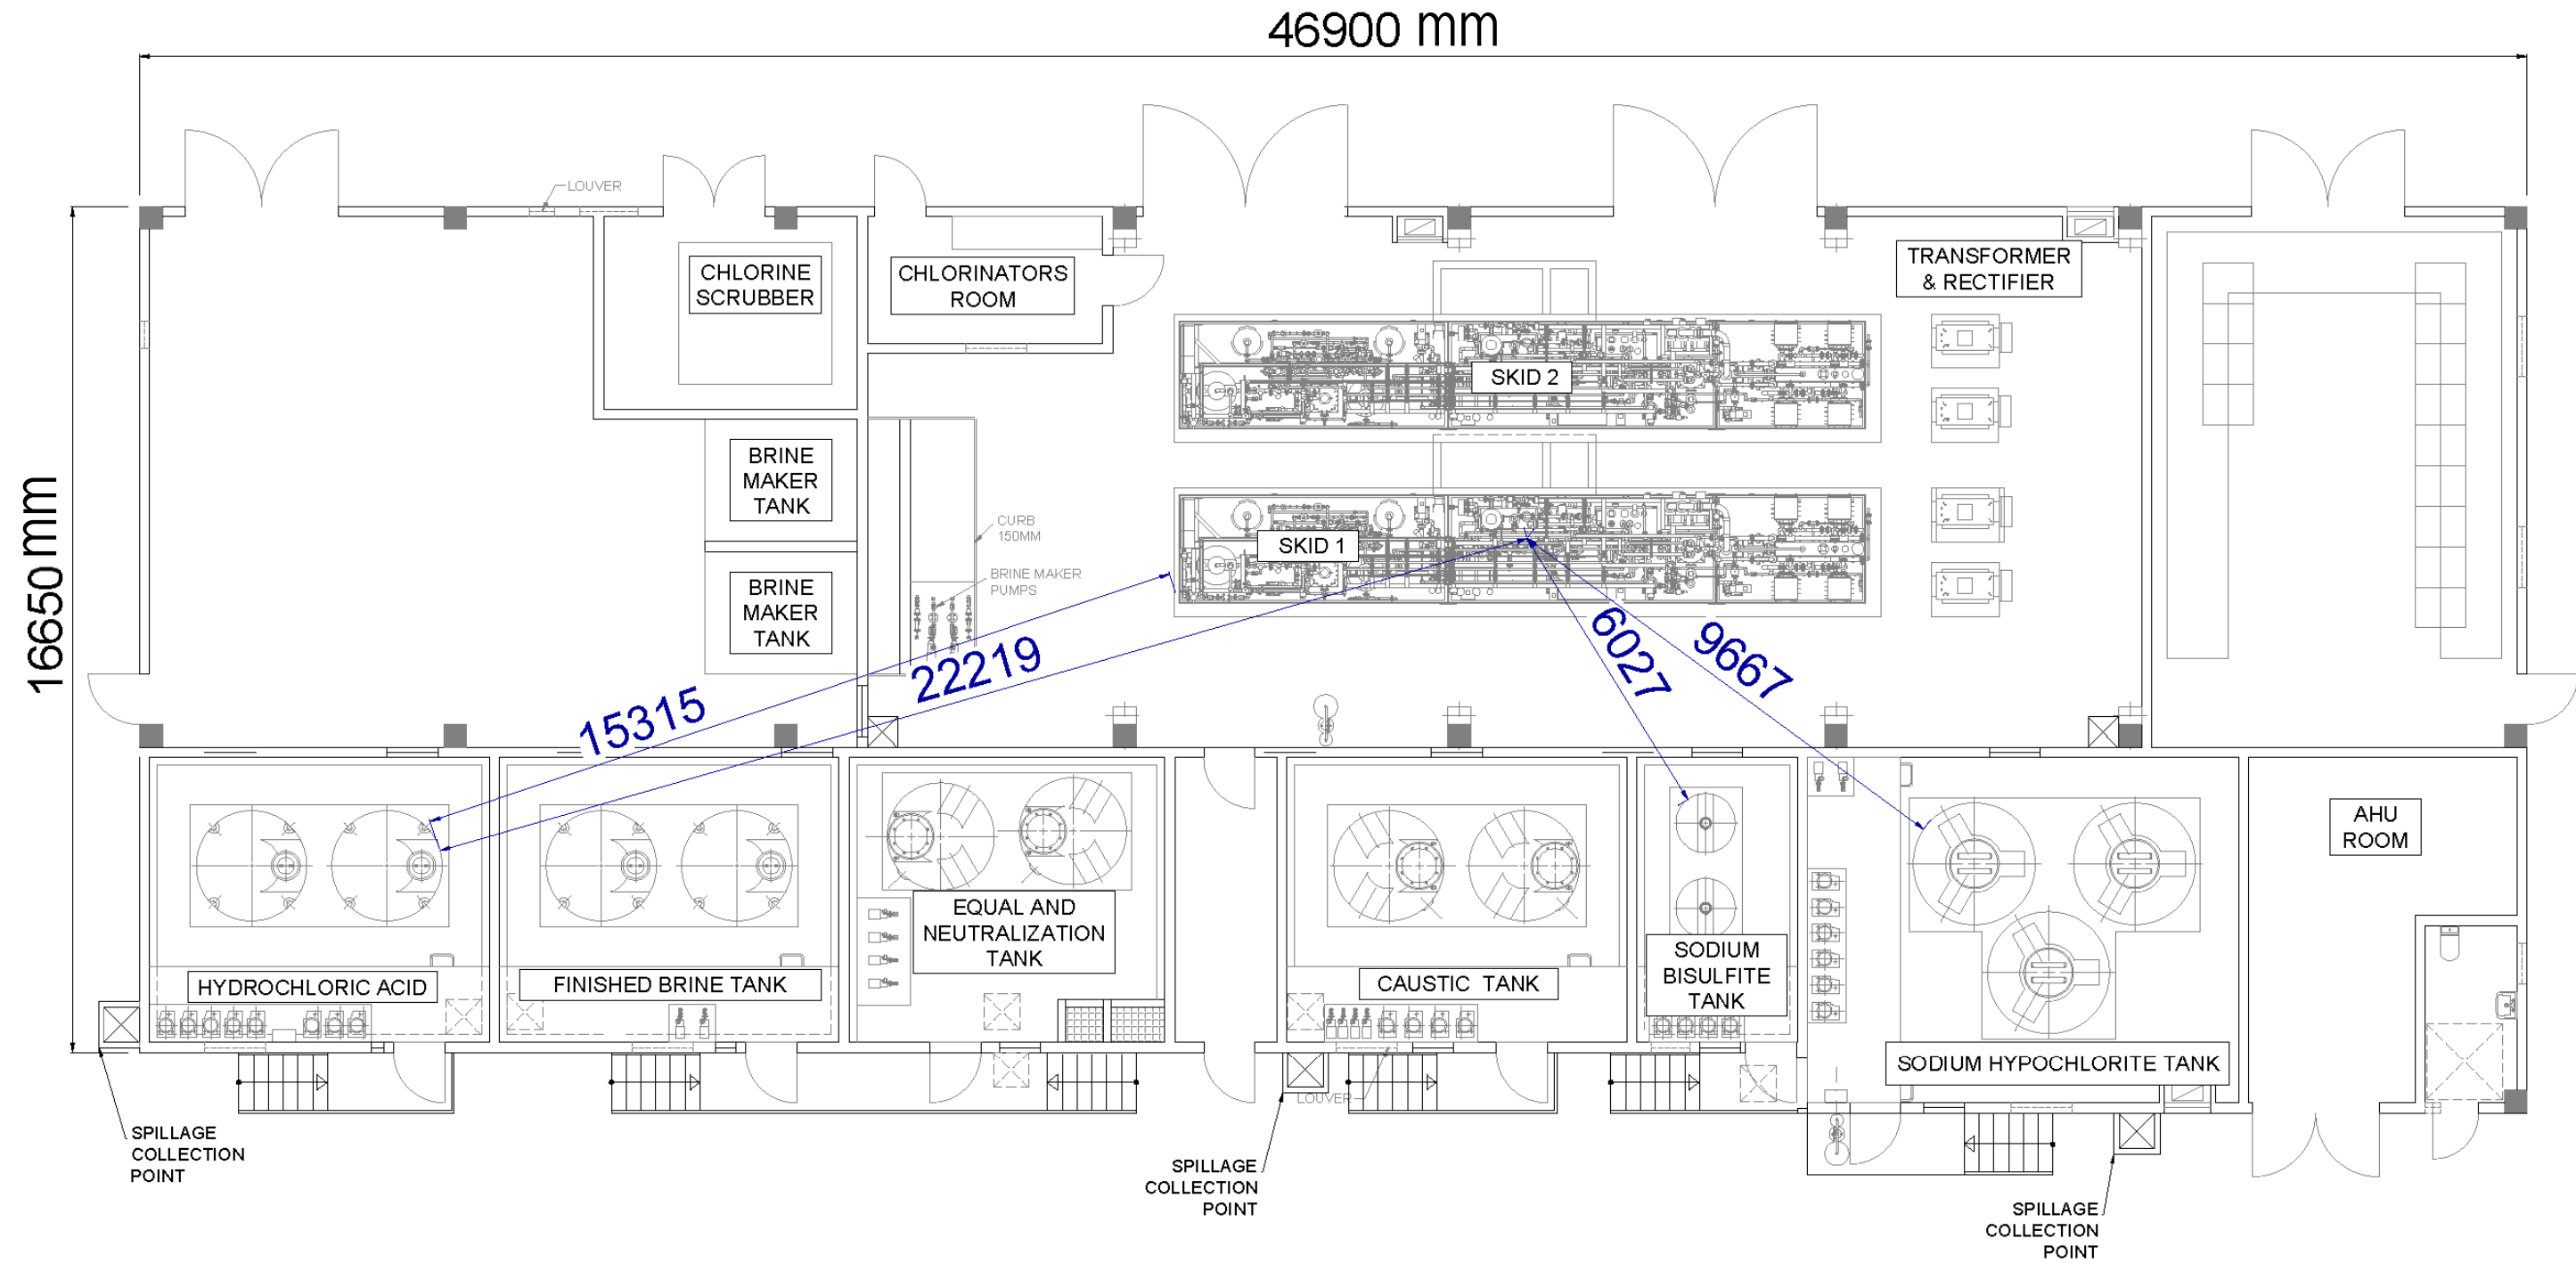 46900 mm
LOUVER
CHLORINE
SCRUBBER
CHLORINATORS
ROOM
TRANSFORMER
& RECTIFIER
SKID 2
BRINE
MAKER
TANK
16650 mm
CURB
150MM
SKID 1
BRINE MAKER
PUMPS
BRINE
MAKER
TANK
6027
9667
22219
15315
AHU
ROOM
EQUAL AND
NEUTRALIZATION
TANK
SODIUM
BISULFITE
TANK
HYDROCHLORIC ACID
FINISHED BRINE TANK
CAUSTIC TANK
SODIUM HYPOCHLORITE TANK
LOUVER
SPILLAGE
COLLECTION
POINT
SPILLAGE
COLLECTION
POINT
SPILLAGE
COLLECTION
POINT